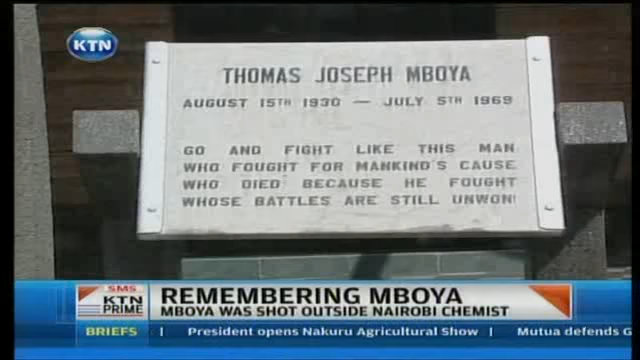 KTN
THOMAS JOSEPH MBOYA
AUGUST 15TH 1930 — JULY 5TH 1969
GO AND FIGHT LIKE THIS MAN
WHO FOUGHT FOR MANKIND'S CAUSE
WHO DIED BECAUSE HE FOUGHT
WHOSE BATTLES ARE STILL UNWON!
SMS
KTN
PRIME
REMEMBERING MBOYA
MBOYA WAS SHOT OUTSIDE NAIROBI CHEMIST
BRIEFS | President opens Nakuru Agricultural Show | Mutua defends G